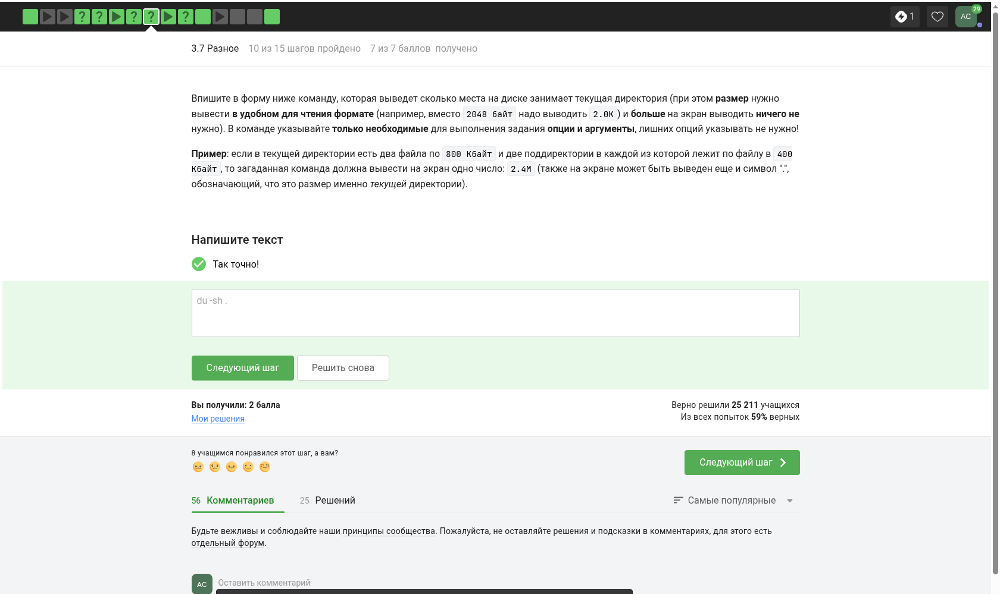 ? ? ? ? ?
1
29
AC
3.7 Разное 10 из 15 шагов пройдено 7 из 7 баллов получено
Впишите в форму ниже команду, которая выведет сколько места на диске занимает текущая директория (при этом размер нужно
вывести в удобном для чтения формате (например, вместо 2048 байт надо выводить 2.0K ) и больше на экран выводить ничего не
нужно). В команде указывайте только необходимые для выполнения задания опции и аргументы, лишних опций указывать не нужно!
Пример: если в текущей директории есть два файла по 800 Кбайт и две поддиректории в каждой из которой лежит по файлу в 400
Кбайт , то загаданная команда должна вывести на экран одно число: 2.4M (также на экране может быть выведен еще и символ ".",
обозначающий, что это размер именно текущей директории).
Напишите текст
Так точно!
du -sh .
Следующий шаг Решить снова
Вы получили: 2 балла
Мои решения
Верно решили 25 211 учащихся
Из всех попыток 59% верных
8 учащимся понравился этот шаг, а вам?
Следующий шаг
56 Комментариев 25 Решений Самые популярные
Будьте вежливы и соблюдайте наши принципы сообщества. Пожалуйста, не оставляйте решения и подсказки в комментариях, для этого есть
отдельный форум.
AC Оставить комментарий